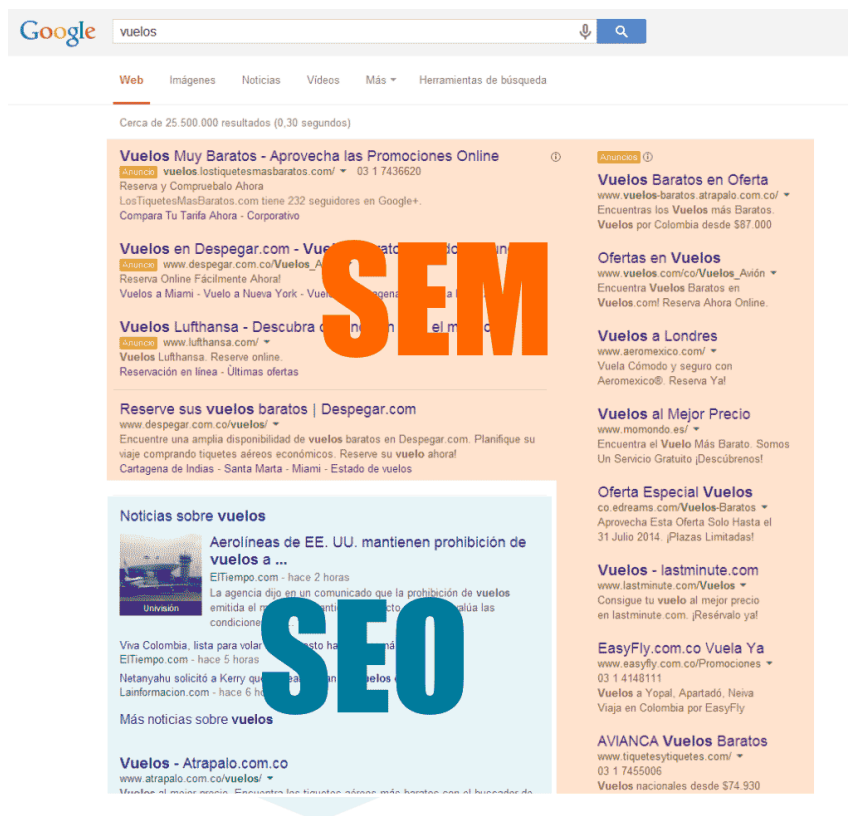 Google
vuelos
Web Imágenes Noticias Vídeos Más Herramientas de búsqueda
Cerca de 25.500.000 resultados (0,30 segundos)
Vuelos Muy Baratos - Aprovecha las Promociones Online
Anuncio vuelos.lostiquetesmasbaratos.com/ 03 1 7436620
Reserva y Compruebalo Ahora
LosTiquetesMasBaratos.com tiene 232 seguidores en Google+.
Compara Tu Tarifa Ahora - Corporativo
Vuelos en Despegar.com -
Anuncio www.despegar.com.co/
Reserva Online Fácilmente Ahora!
Vuelos a Miami - Vuelo a Nueva York -
Vuelos Lufthansa - Descubra
Anuncio www.lufthansa.com/
Vuelos Lufthansa. Reserve online.
Reservación en línea - Últimas ofertas
SEM
Reserve sus vuelos baratos | Despegar.com
www.despegar.com.co/vuelos/
Encuentre una amplia disponibilidad de vuelos baratos en Despegar.com. Planifique su
viaje comprando tiquetes aéreos económicos. Reserve su vuelo ahora!
Cartagena de Indias - Santa Marta - Miami - Estado de vuelos
Noticias sobre vuelos
Aerolíneas de EE. UU. mantienen prohibición de
vuelos a ...
ElTiempo.com - hace 2 horas
La agencia dijo en un comunicado que la prohibición de vuelos
emitida el
condicione
Univisión
Viva Colombia, lista para volar
ElTiempo.com - hace 5 horas
Netanyahu solicitó a Kerry
Lainformacion.com - hace 6
SEO
Más noticias sobre vuelos
Vuelos - Atrapalo.com.co
www.atrapalo.com.co/vuelos/
Vuelos al mejor precio. Encuentra los tiquetes aéreos más baratos con el buscador de
Anuncios
Vuelos Baratos en Oferta
www.vuelos-baratos.atrapalo.com.co/
Encuentras los Vuelos más Baratos.
Vuelos por Colombia desde $87.000
Ofertas en Vuelos
www.vuelos.com/co/Vuelos_Avión
Encuentra Vuelos Baratos en
Vuelos.com! Reserva Ahora Online.
Vuelos a Londres
www.aeromexico.com/
Vuela Cómodo y seguro con
Aeromexico®. Reserva Ya!
Vuelos al Mejor Precio
www.momondo.es/
Encuentra el Vuelo Más Barato. Somos
Un Servicio Gratuito ¡Descúbrenos!
Oferta Especial Vuelos
co.edreams.com/Vuelos-Baratos
Aprovecha Esta Oferta Solo Hasta el
31 Julio 2014. ¡Plazas Limitadas!
Vuelos - lastminute.com
www.lastminute.com/Vuelos
Consigue tu vuelo al mejor precio
en lastminute.com. ¡Resérvalo ya!
EasyFly.com.co Vuela Ya
www.easyfly.com.co/Promociones
03 1 4148111
Vuelos a Yopal, Apartadó, Neiva
Viaja en Colombia por EasyFly
AVIANCA Vuelos Baratos
www.tiquetesytiquetes.com/
03 1 7455006
Vuelos nacionales desde $74.930